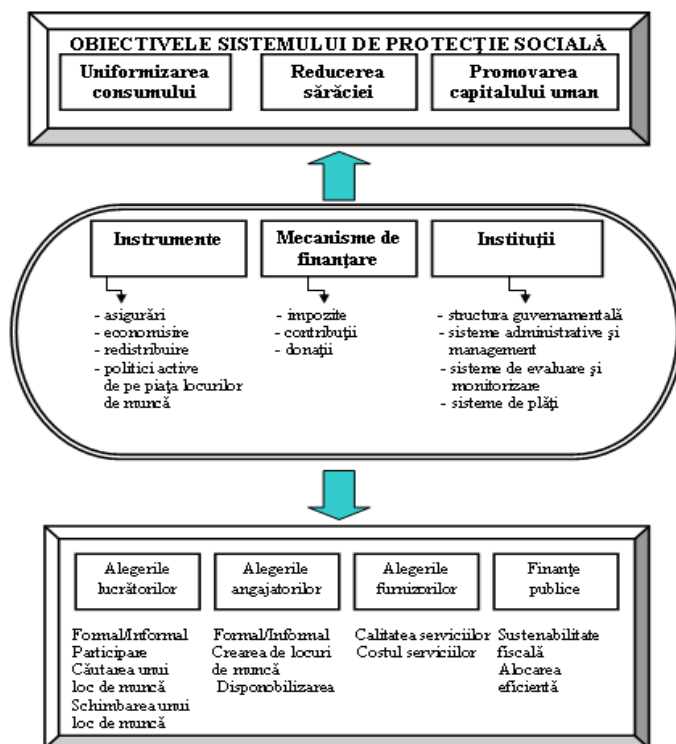 OBIECTIVELE SISTEMULUI DE PROTECȚIE SOCIALĂ
Uniformizarea
consumului
Reducerea
sărăciei
Promovarea
capitalului uman
Instrumente
- asigurări
- economisire
- redistribuire
- politici active
de pe piața locurilor
de muncă
Mecanisme de
finanțare
- impozite
- contribuții
- donații
Instituții
- structura guvernamentală
- sisteme administrative și
management
- sisteme de evaluare și
monitorizare
- sisteme de plăți
Alegerile
lucrătorilor
Formal/Informal
Participare
Căutarea unui
loc de muncă
Schimbarea unui
loc de muncă
Alegerile
angajatorilor
Formal/Informal
Crearea de locuri
de muncă
Disponobilizarea
Alegerile
furnizorilor
Calitatea serviciilor
Costul serviciilor
Finanțe
publice
Sustenabilitate
fiscală
Alocarea
eficientă